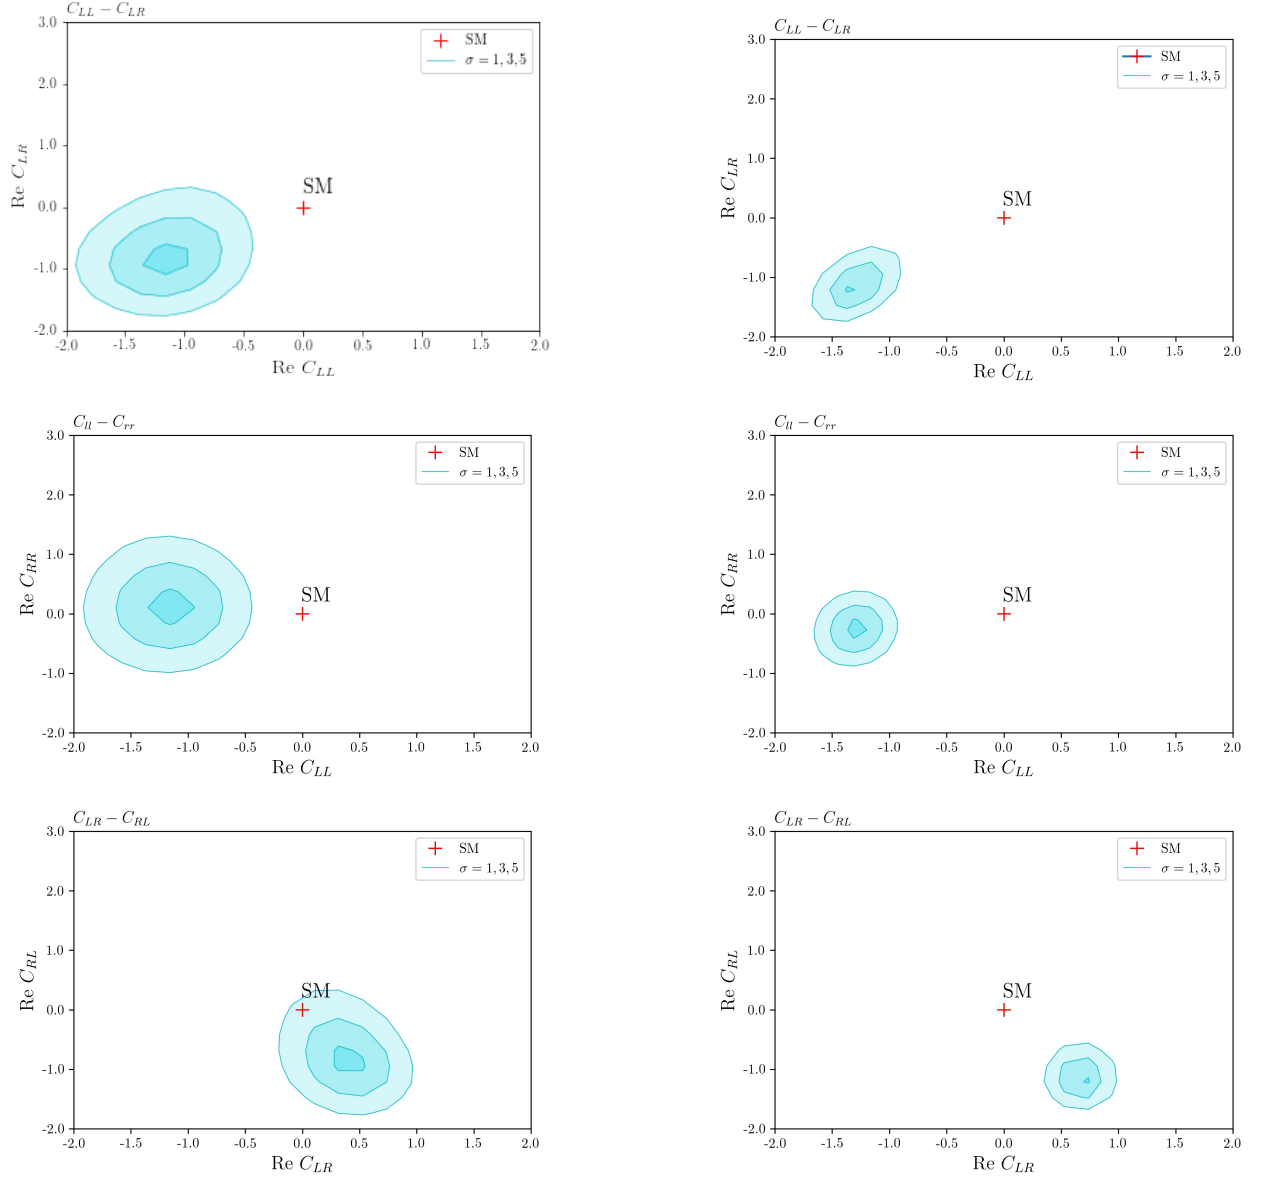 C_{LL} − C_{LR}
3.0
2.0
1.0
0.0
-1.0
-2.0
Re C_{LR}
SM
σ = 1, 3, 5
SM
-2.0 -1.5 -1.0 -0.5 0.0 0.5 1.0 1.5 2.0
Re C_{LL}
C_{LL} − C_{LR}
3.0
2.0
1.0
0.0
-1.0
-2.0
Re C_{LR}
SM
σ = 1, 3, 5
SM
-2.0 -1.5 -1.0 -0.5 0.0 0.5 1.0 1.5 2.0
Re C_{LL}
C_{ll} − C_{rr}
3.0
2.0
1.0
0.0
-1.0
-2.0
Re C_{RR}
SM
σ = 1, 3, 5
SM
-2.0 -1.5 -1.0 -0.5 0.0 0.5 1.0 1.5 2.0
Re C_{LL}
C_{ll} − C_{rr}
3.0
2.0
1.0
0.0
-1.0
-2.0
Re C_{RR}
SM
σ = 1, 3, 5
SM
-2.0 -1.5 -1.0 -0.5 0.0 0.5 1.0 1.5 2.0
Re C_{LL}
C_{LR} − C_{RL}
3.0
2.0
1.0
0.0
-1.0
-2.0
Re C_{RL}
SM
σ = 1, 3, 5
SM
-2.0 -1.5 -1.0 -0.5 0.0 0.5 1.0 1.5 2.0
Re C_{LR}
C_{LR} − C_{RL}
3.0
2.0
1.0
0.0
-1.0
-2.0
Re C_{RL}
SM
σ = 1, 3, 5
SM
-2.0 -1.5 -1.0 -0.5 0.0 0.5 1.0 1.5 2.0
Re C_{LR}